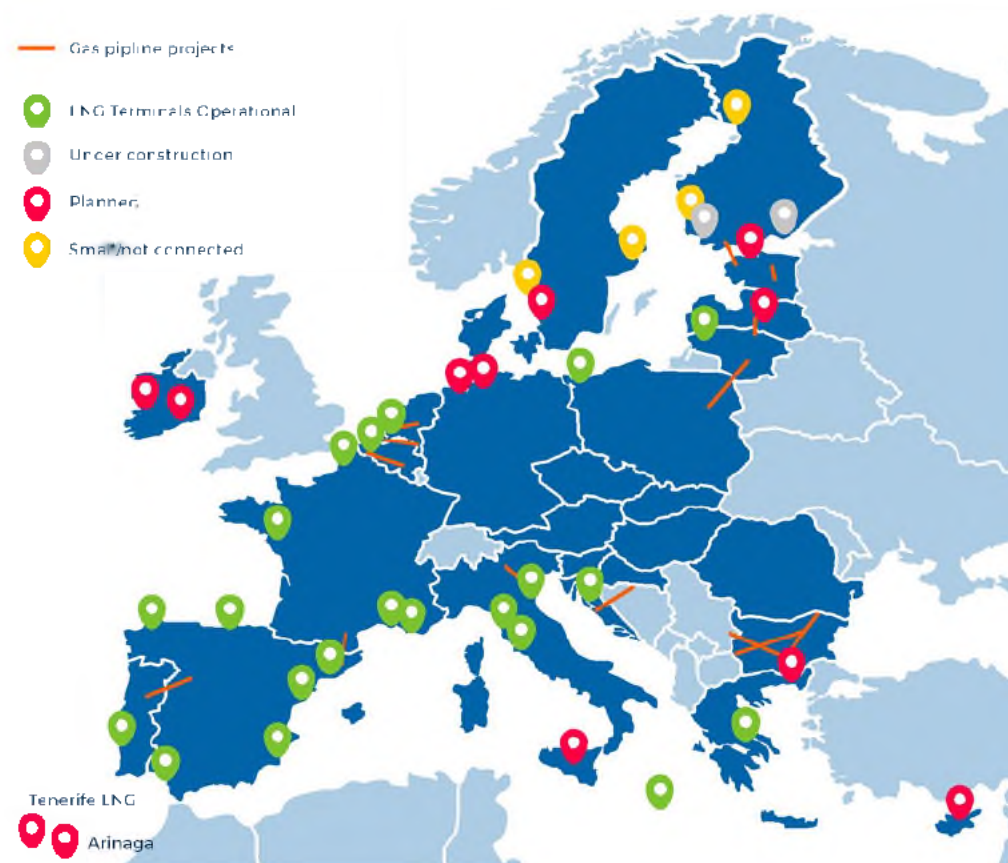 Gas pipline projects
LNG Terminals Operational
Under construction
Planned
Small/not connected
Tenerife LNG
Arinaga